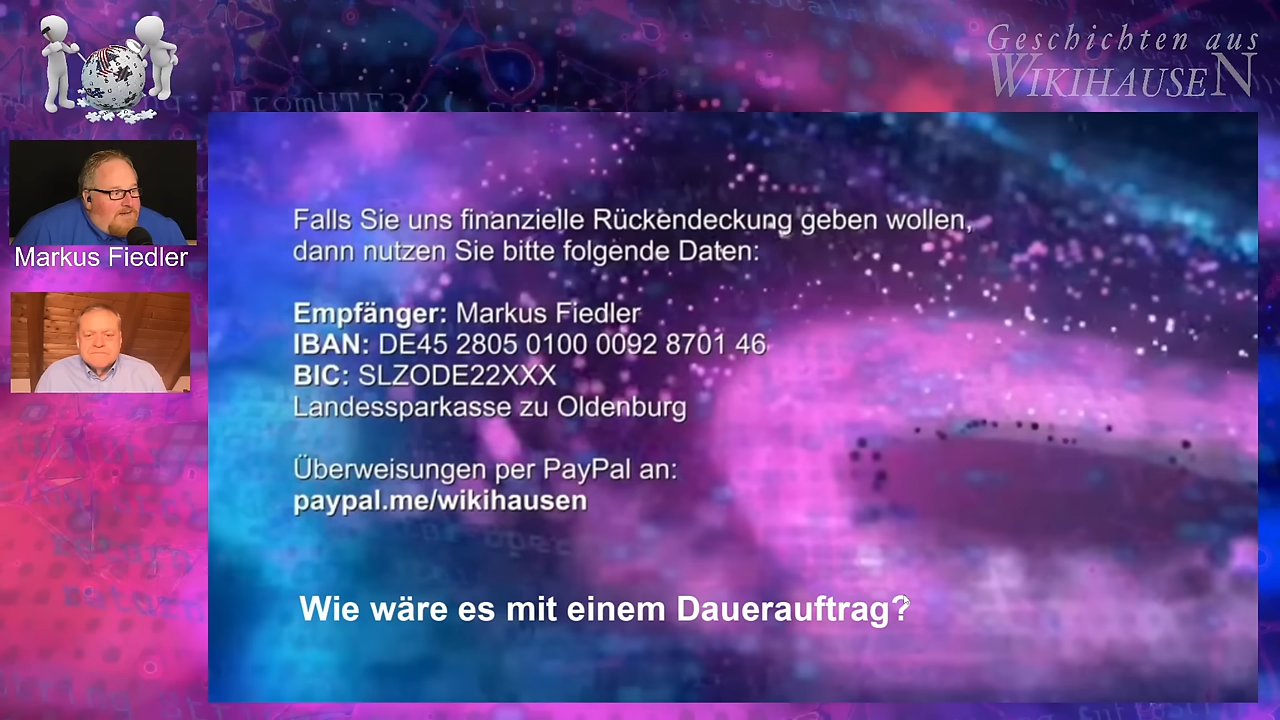 Geschichten aus
WIKIHAUSEN
Markus Fiedler
Falls Sie uns finanzielle Rückendeckung geben wollen,
dann nutzen Sie bitte folgende Daten:
Empfänger: Markus Fiedler
IBAN: DE45 2805 0100 0092 8701 46
BIC: SLZODE22XXX
Landessparkasse zu Oldenburg
Überweisungen per PayPal an:
paypal.me/wikihausen
Wie wäre es mit einem Dauerauftrag?